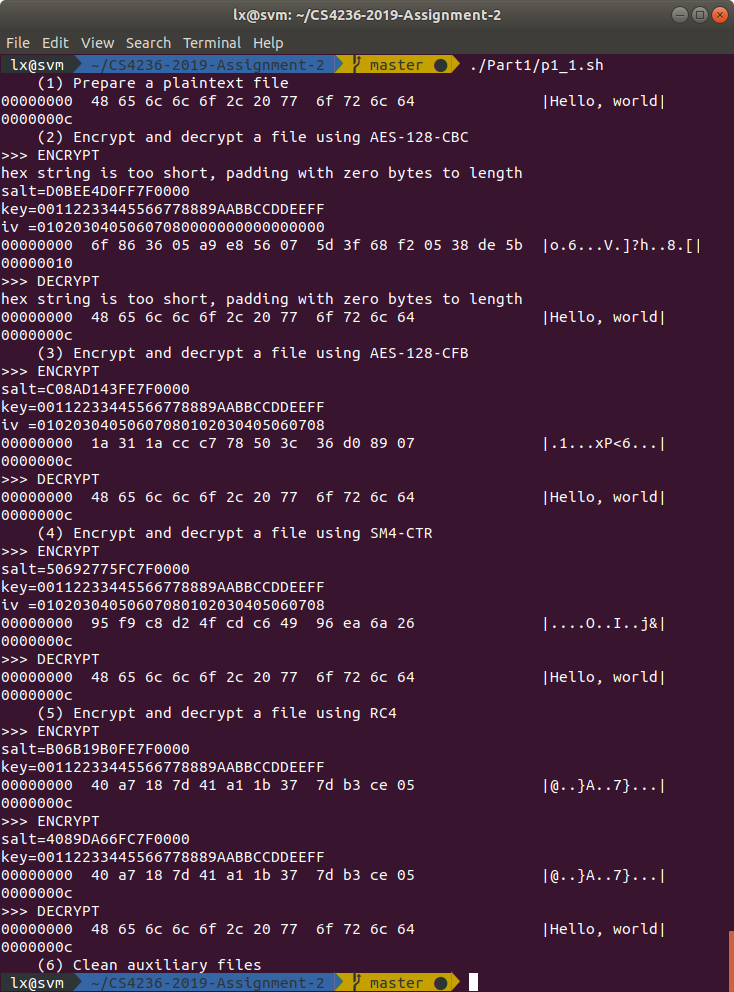 lx@svm: ~/CS4236-2019-Assignment-2
File Edit View Search Terminal Help
lx@svm ~/CS4236-2019-Assignment-2 master ● ./Part1/p1_1.sh
(1) Prepare a plaintext file
00000000 48 65 6c 6c 6f 2c 20 77 6f 72 6c 64 |Hello, world|
0000000c
(2) Encrypt and decrypt a file using AES-128-CBC
>>> ENCRYPT
hex string is too short, padding with zero bytes to length
salt=D0BEE4D0FF7F0000
key=00112233445566778889AABBCCDDEEFF
iv =01020304050607080000000000000000
00000000 6f 86 36 05 a9 e8 56 07 5d 3f 68 f2 05 38 de 5b |o.6...V.]?h..8.[|
00000010
>>> DECRYPT
hex string is too short, padding with zero bytes to length
00000000 48 65 6c 6c 6f 2c 20 77 6f 72 6c 64 |Hello, world|
0000000c
(3) Encrypt and decrypt a file using AES-128-CFB
>>> ENCRYPT
salt=C08AD143FE7F0000
key=00112233445566778889AABBCCDDEEFF
iv =01020304050607080102030405060708
00000000 1a 31 1a cc c7 78 50 3c 36 d0 89 07 |.1...xP<6...|
0000000c
>>> DECRYPT
00000000 48 65 6c 6c 6f 2c 20 77 6f 72 6c 64 |Hello, world|
0000000c
(4) Encrypt and decrypt a file using SM4-CTR
>>> ENCRYPT
salt=50692775FC7F0000
key=00112233445566778889AABBCCDDEEFF
iv =01020304050607080102030405060708
00000000 95 f9 c8 d2 4f cd c6 49 96 ea 6a 26 |....O..I..j&|
0000000c
>>> DECRYPT
00000000 48 65 6c 6c 6f 2c 20 77 6f 72 6c 64 |Hello, world|
0000000c
(5) Encrypt and decrypt a file using RC4
>>> ENCRYPT
salt=B06B19B0FE7F0000
key=00112233445566778889AABBCCDDEEFF
00000000 40 a7 18 7d 41 a1 1b 37 7d b3 ce 05 |@..}A..7}...|
0000000c
>>> ENCRYPT
salt=4089DA66FC7F0000
key=00112233445566778889AABBCCDDEEFF
00000000 40 a7 18 7d 41 a1 1b 37 7d b3 ce 05 |@..}A..7}...|
0000000c
>>> DECRYPT
00000000 48 65 6c 6c 6f 2c 20 77 6f 72 6c 64 |Hello, world|
0000000c
(6) Clean auxiliary files
lx@svm ~/CS4236-2019-Assignment-2 master ●